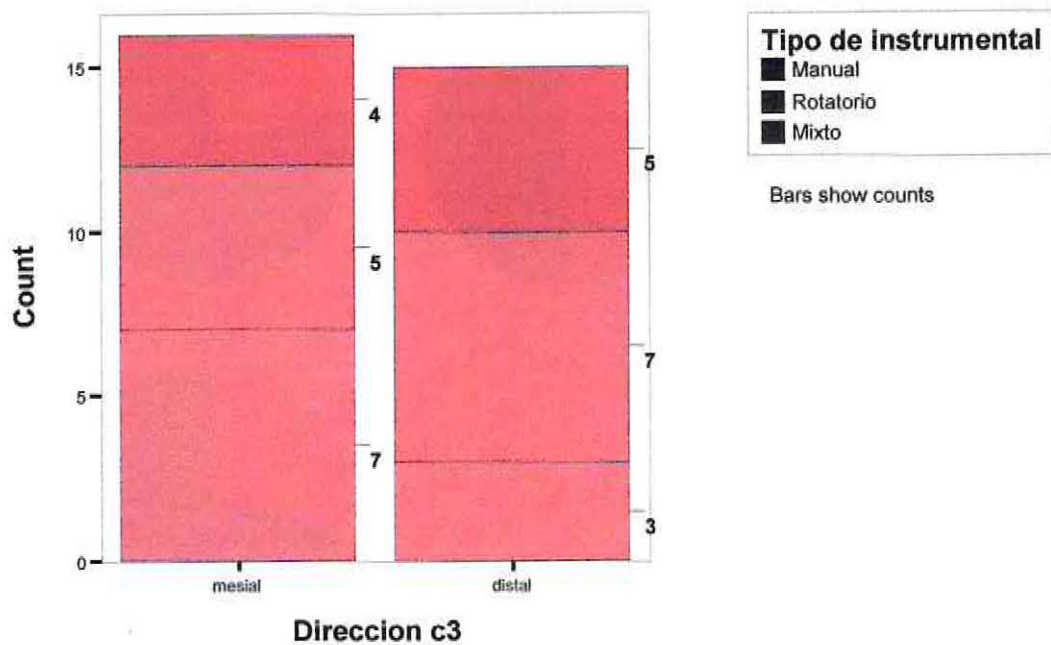 Count
15
10
5
0
4
5
7
5
7
3
mesial
distal
Direccion c3
Tipo de instrumental
Manual
Rotatorio
Mixto
Bars show counts